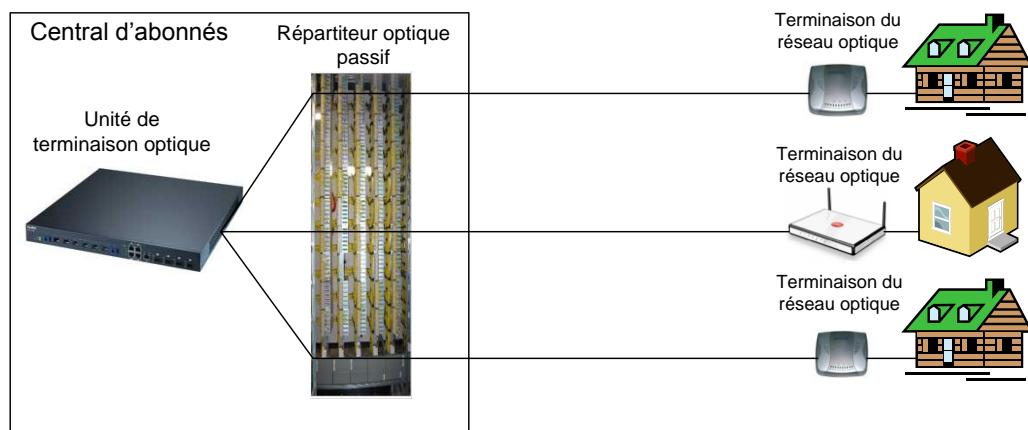 Central d'abonnés
Répartiteur optique
passif
Unité de
terminaison optique
Terminaison du
réseau optique
Terminaison du
réseau optique
Terminaison du
réseau optique